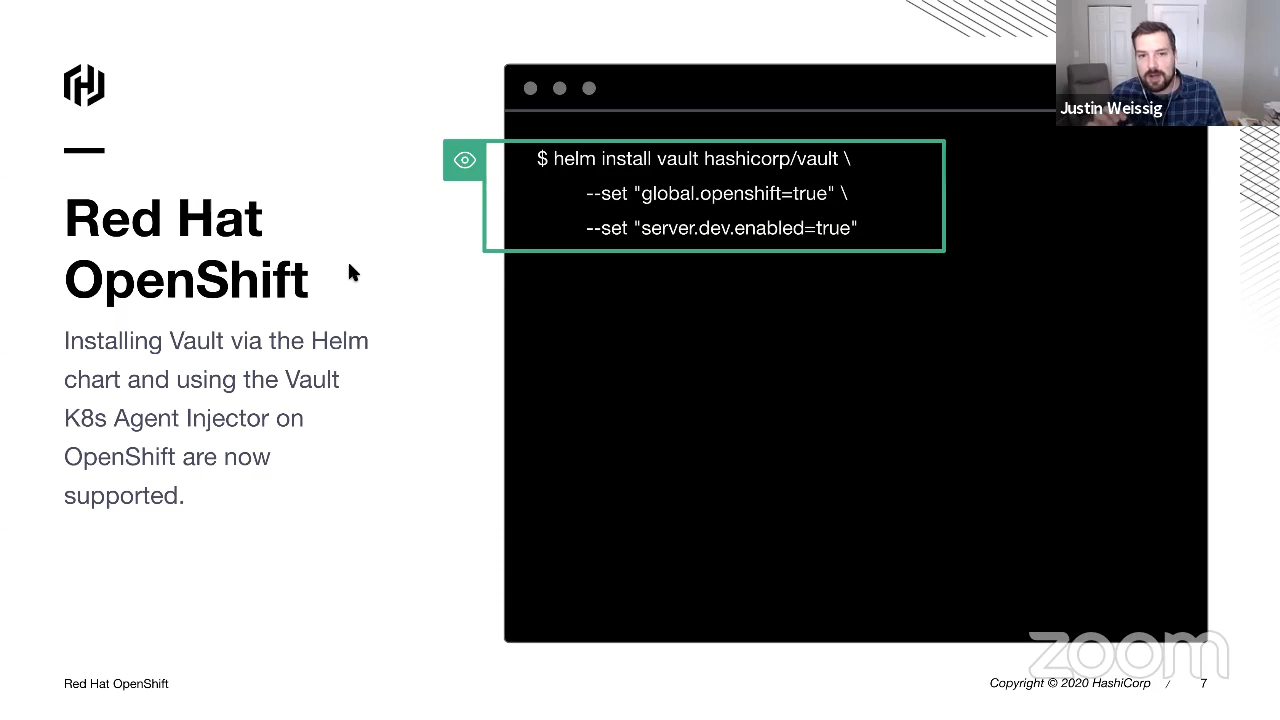 Justin Weissig
$ helm install vault hashicorp/vault \
--set "global.openshift=true" \
--set "server.dev.enabled=true"
Red Hat
OpenShift
Installing Vault via the Helm
chart and using the Vault
K8s Agent Injector on
OpenShift are now
supported.
zoom
Red Hat OpenShift
Copyright © 2020 HashiCorp / 7